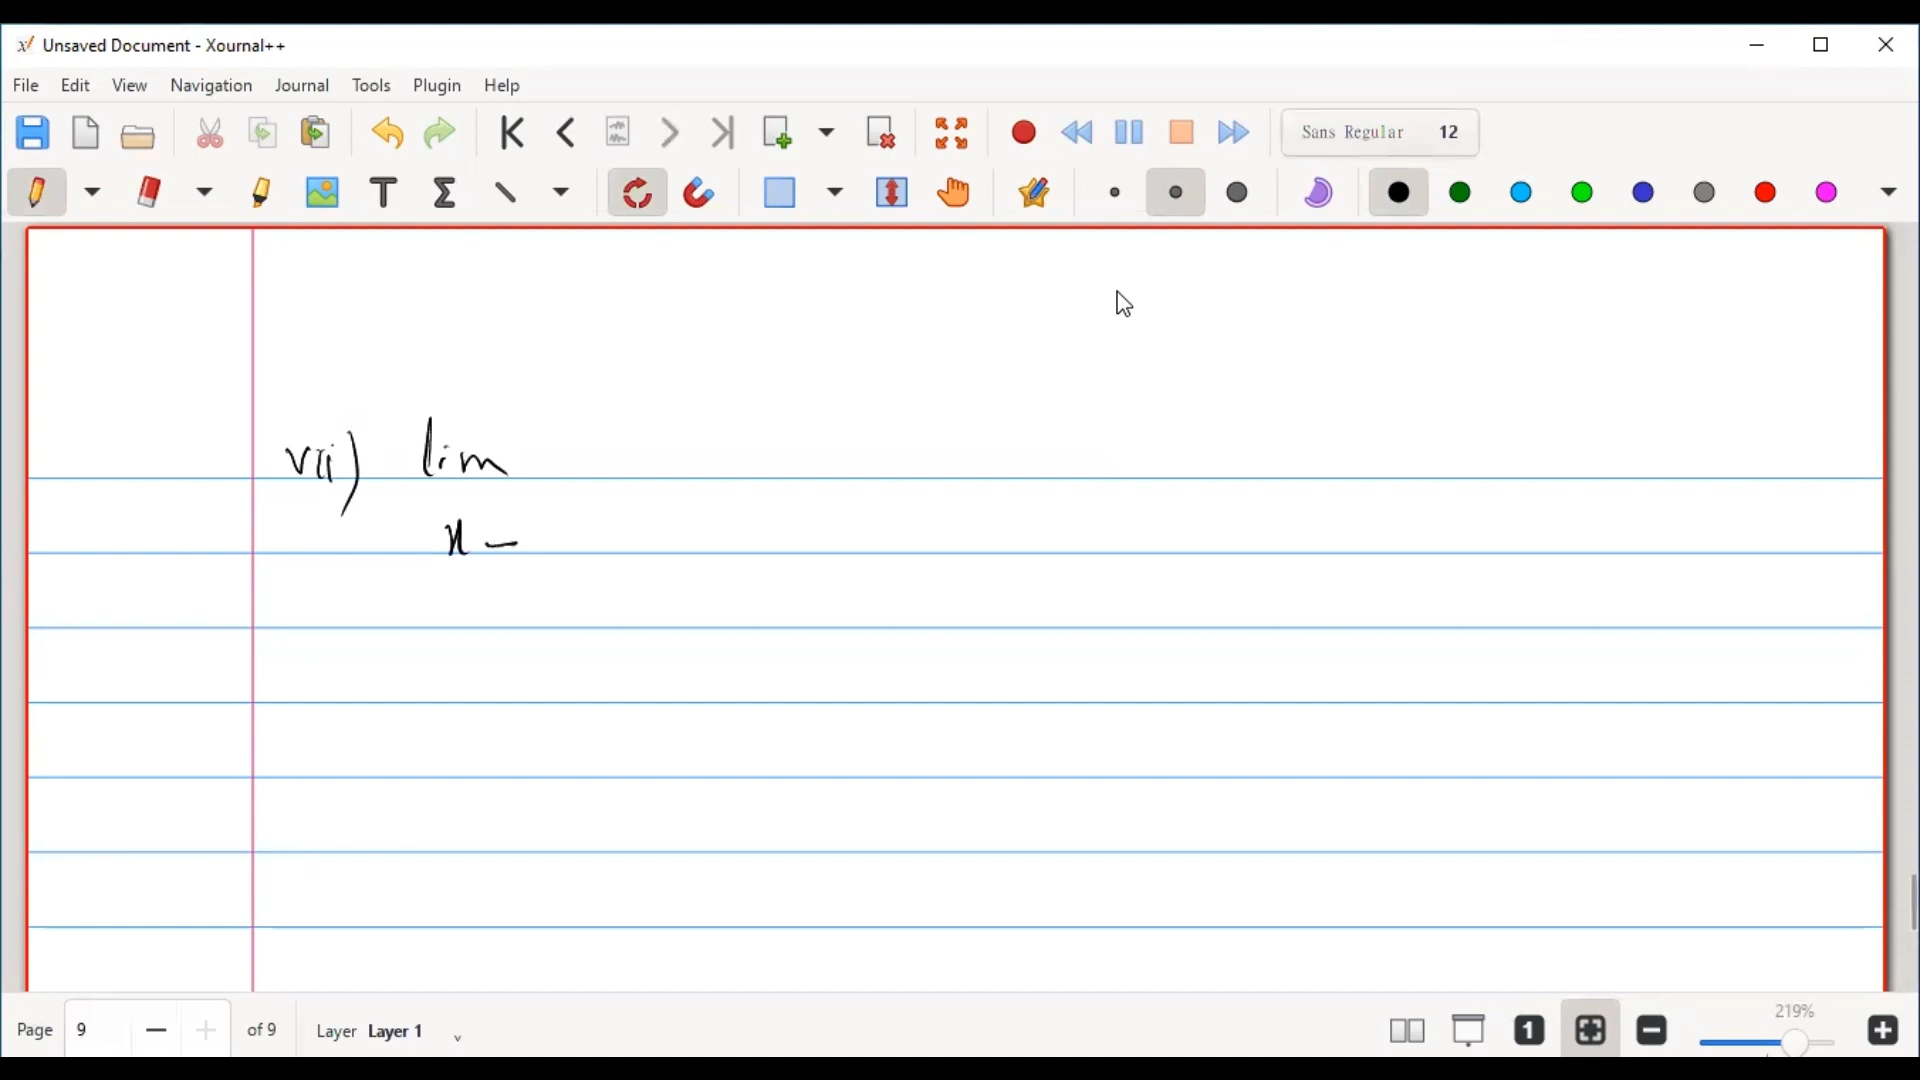 Unsaved Document - Xournal++
File Edit View Navigation Journal Tools Plugin Help
Sans Regular 12
vii) lim
x –
219%
Page 9 of 9 Layer Layer 1 1